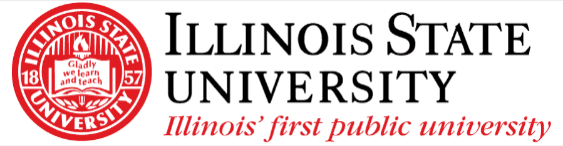 ILLINOIS STATE
18 57
Gladly
we learn
and teach
UNIVERSITY
ILLINOIS STATE
UNIVERSITY
Illinois' first public university